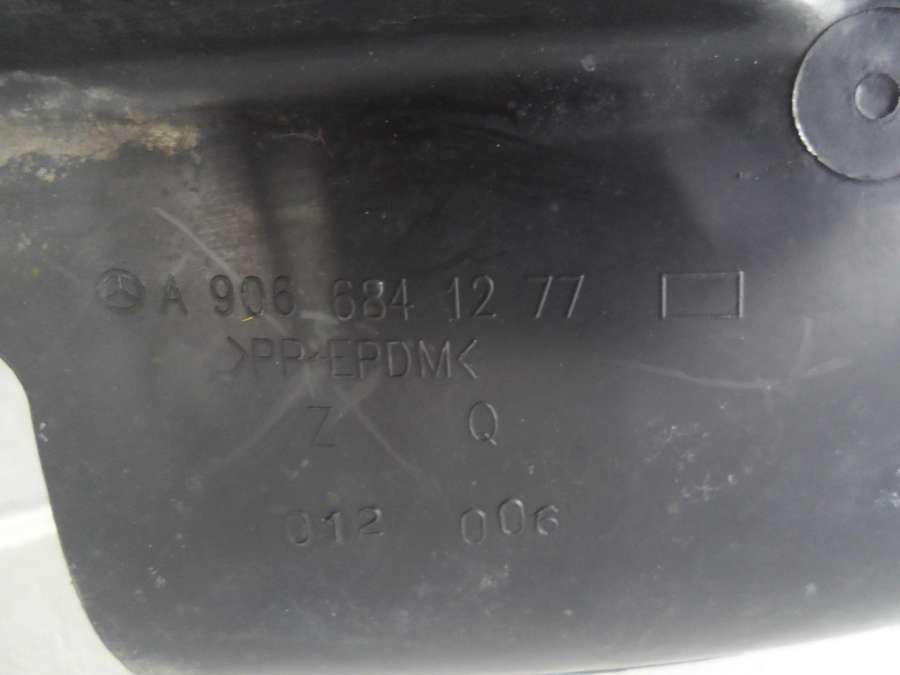 A 906 684 12 77
>PP-EPDM<
Z Q
012 006